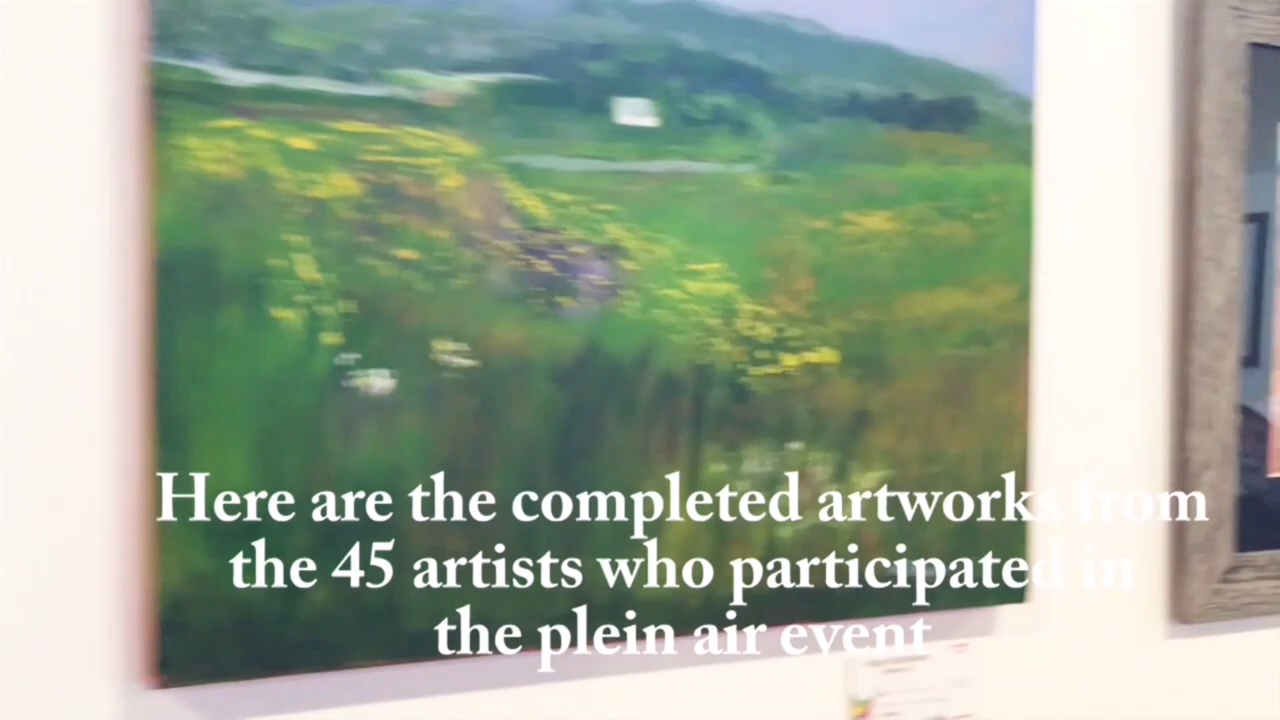 Here are the completed artworks from
the 45 artists who participated in
the plein air event